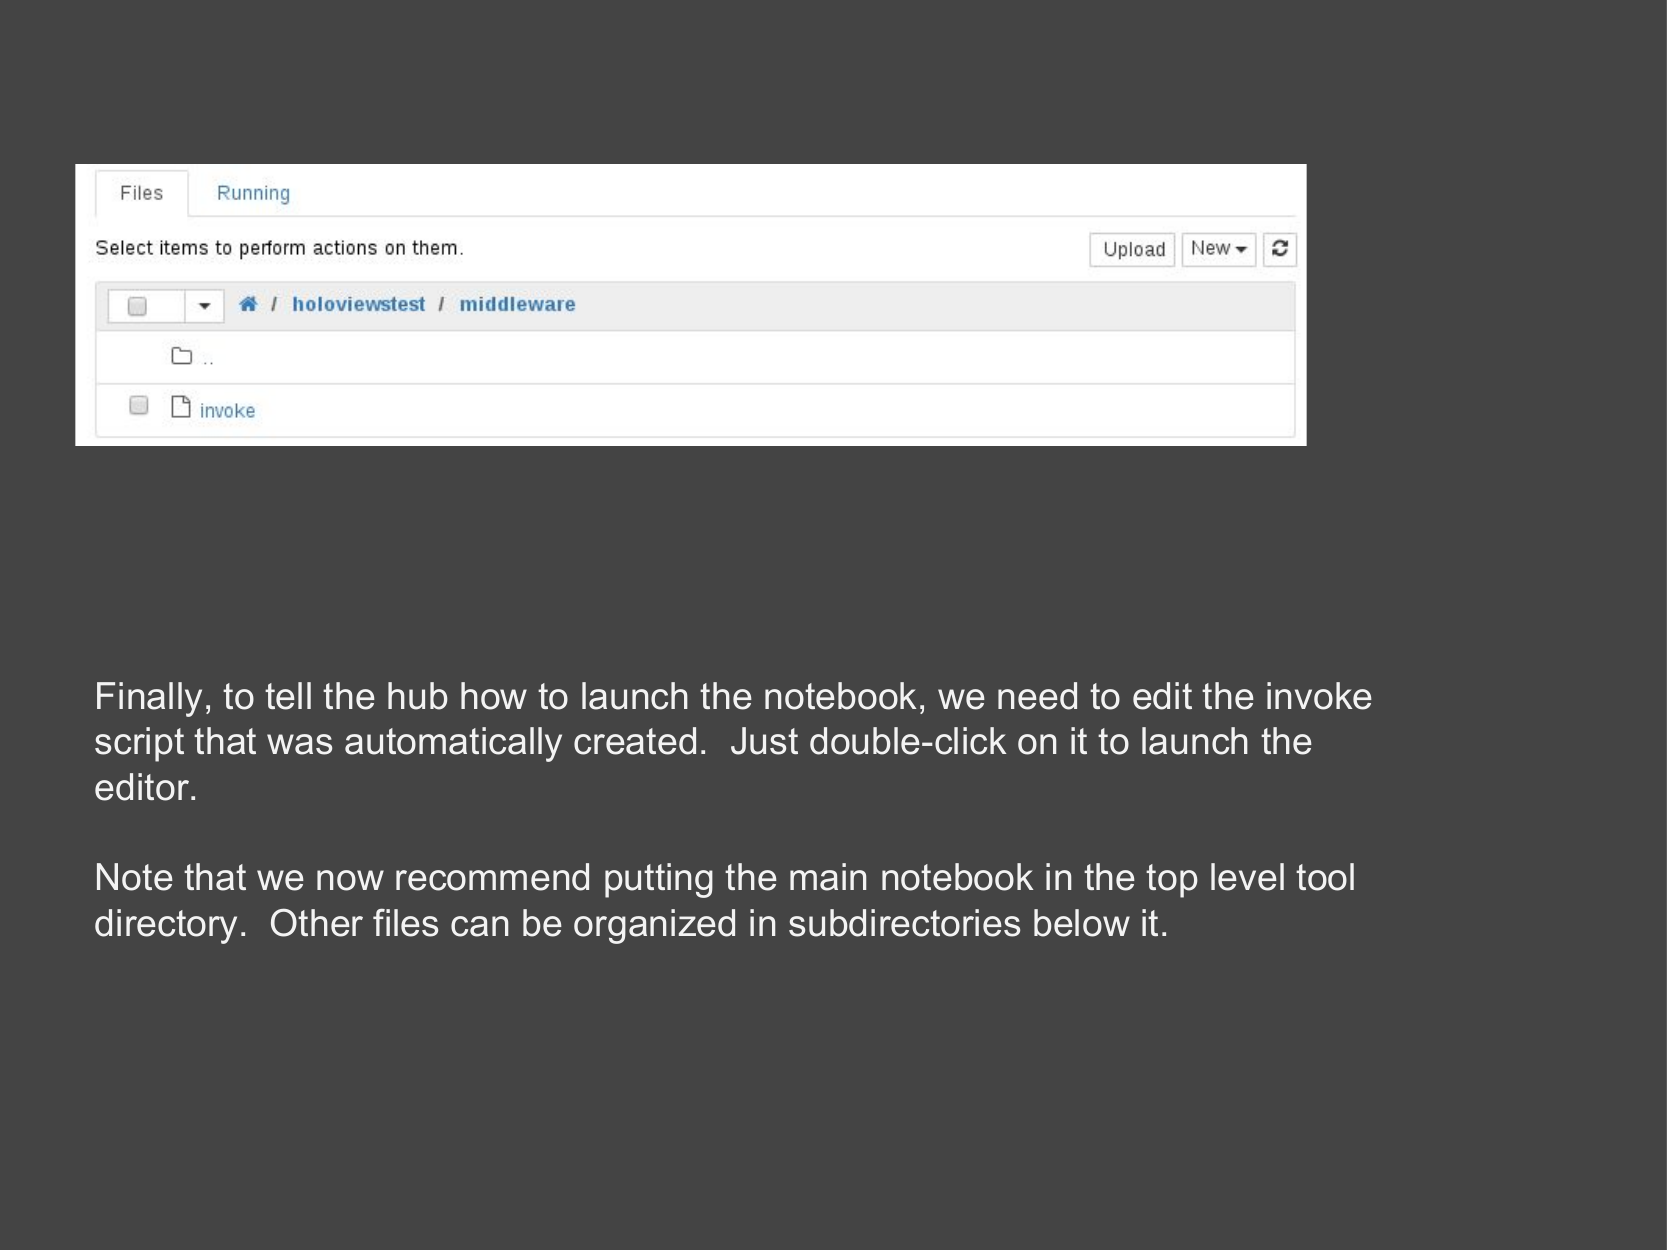 Files Running
Select items to perform actions on them. Upload New
/ holoviewstest / middleware
..
invoke
Finally, to tell the hub how to launch the notebook, we need to edit the invoke
script that was automatically created.  Just double-click on it to launch the
editor.
Note that we now recommend putting the main notebook in the top level tool
directory.  Other files can be organized in subdirectories below it.